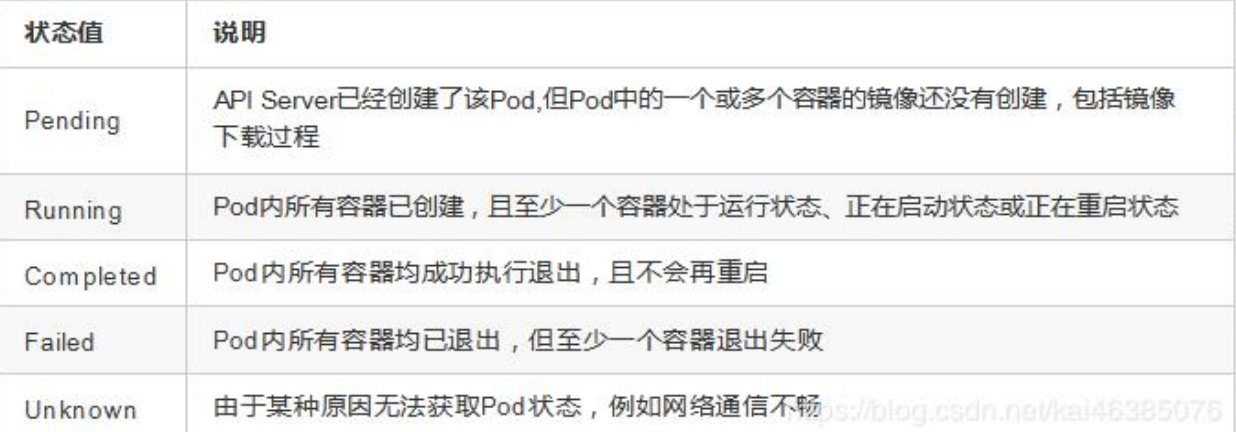 状态值 说明
Pending API Server已经创建了该Pod,但Pod中的一个或多个容器的镜像还没有创建，包括镜像
下载过程
Running Pod内所有容器已创建，且至少一个容器处于运行状态、正在启动状态或正在重启状态
Completed Pod内所有容器均成功执行退出，且不会再重启
Failed Pod内所有容器均已退出，但至少一个容器退出失败
Unknown 由于某种原因无法获取Pod状态，例如网络通信不畅
https://blog.csdn.net/kai46385076